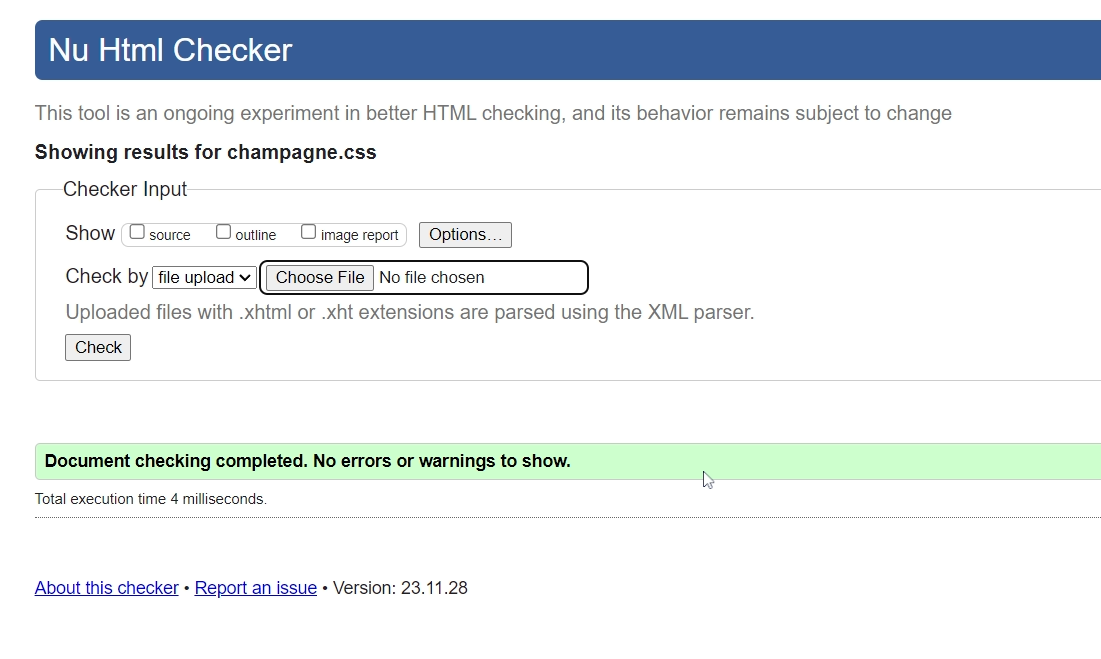 Nu Html Checker
This tool is an ongoing experiment in better HTML checking, and its behavior remains subject to change
Showing results for champagne.css
Checker Input
Show source outline image report Options...
Check by file upload Choose File No file chosen
Uploaded files with .xhtml or .xht extensions are parsed using the XML parser.
Check
Document checking completed. No errors or warnings to show.
Total execution time 4 milliseconds.
About this checker • Report an issue • Version: 23.11.28